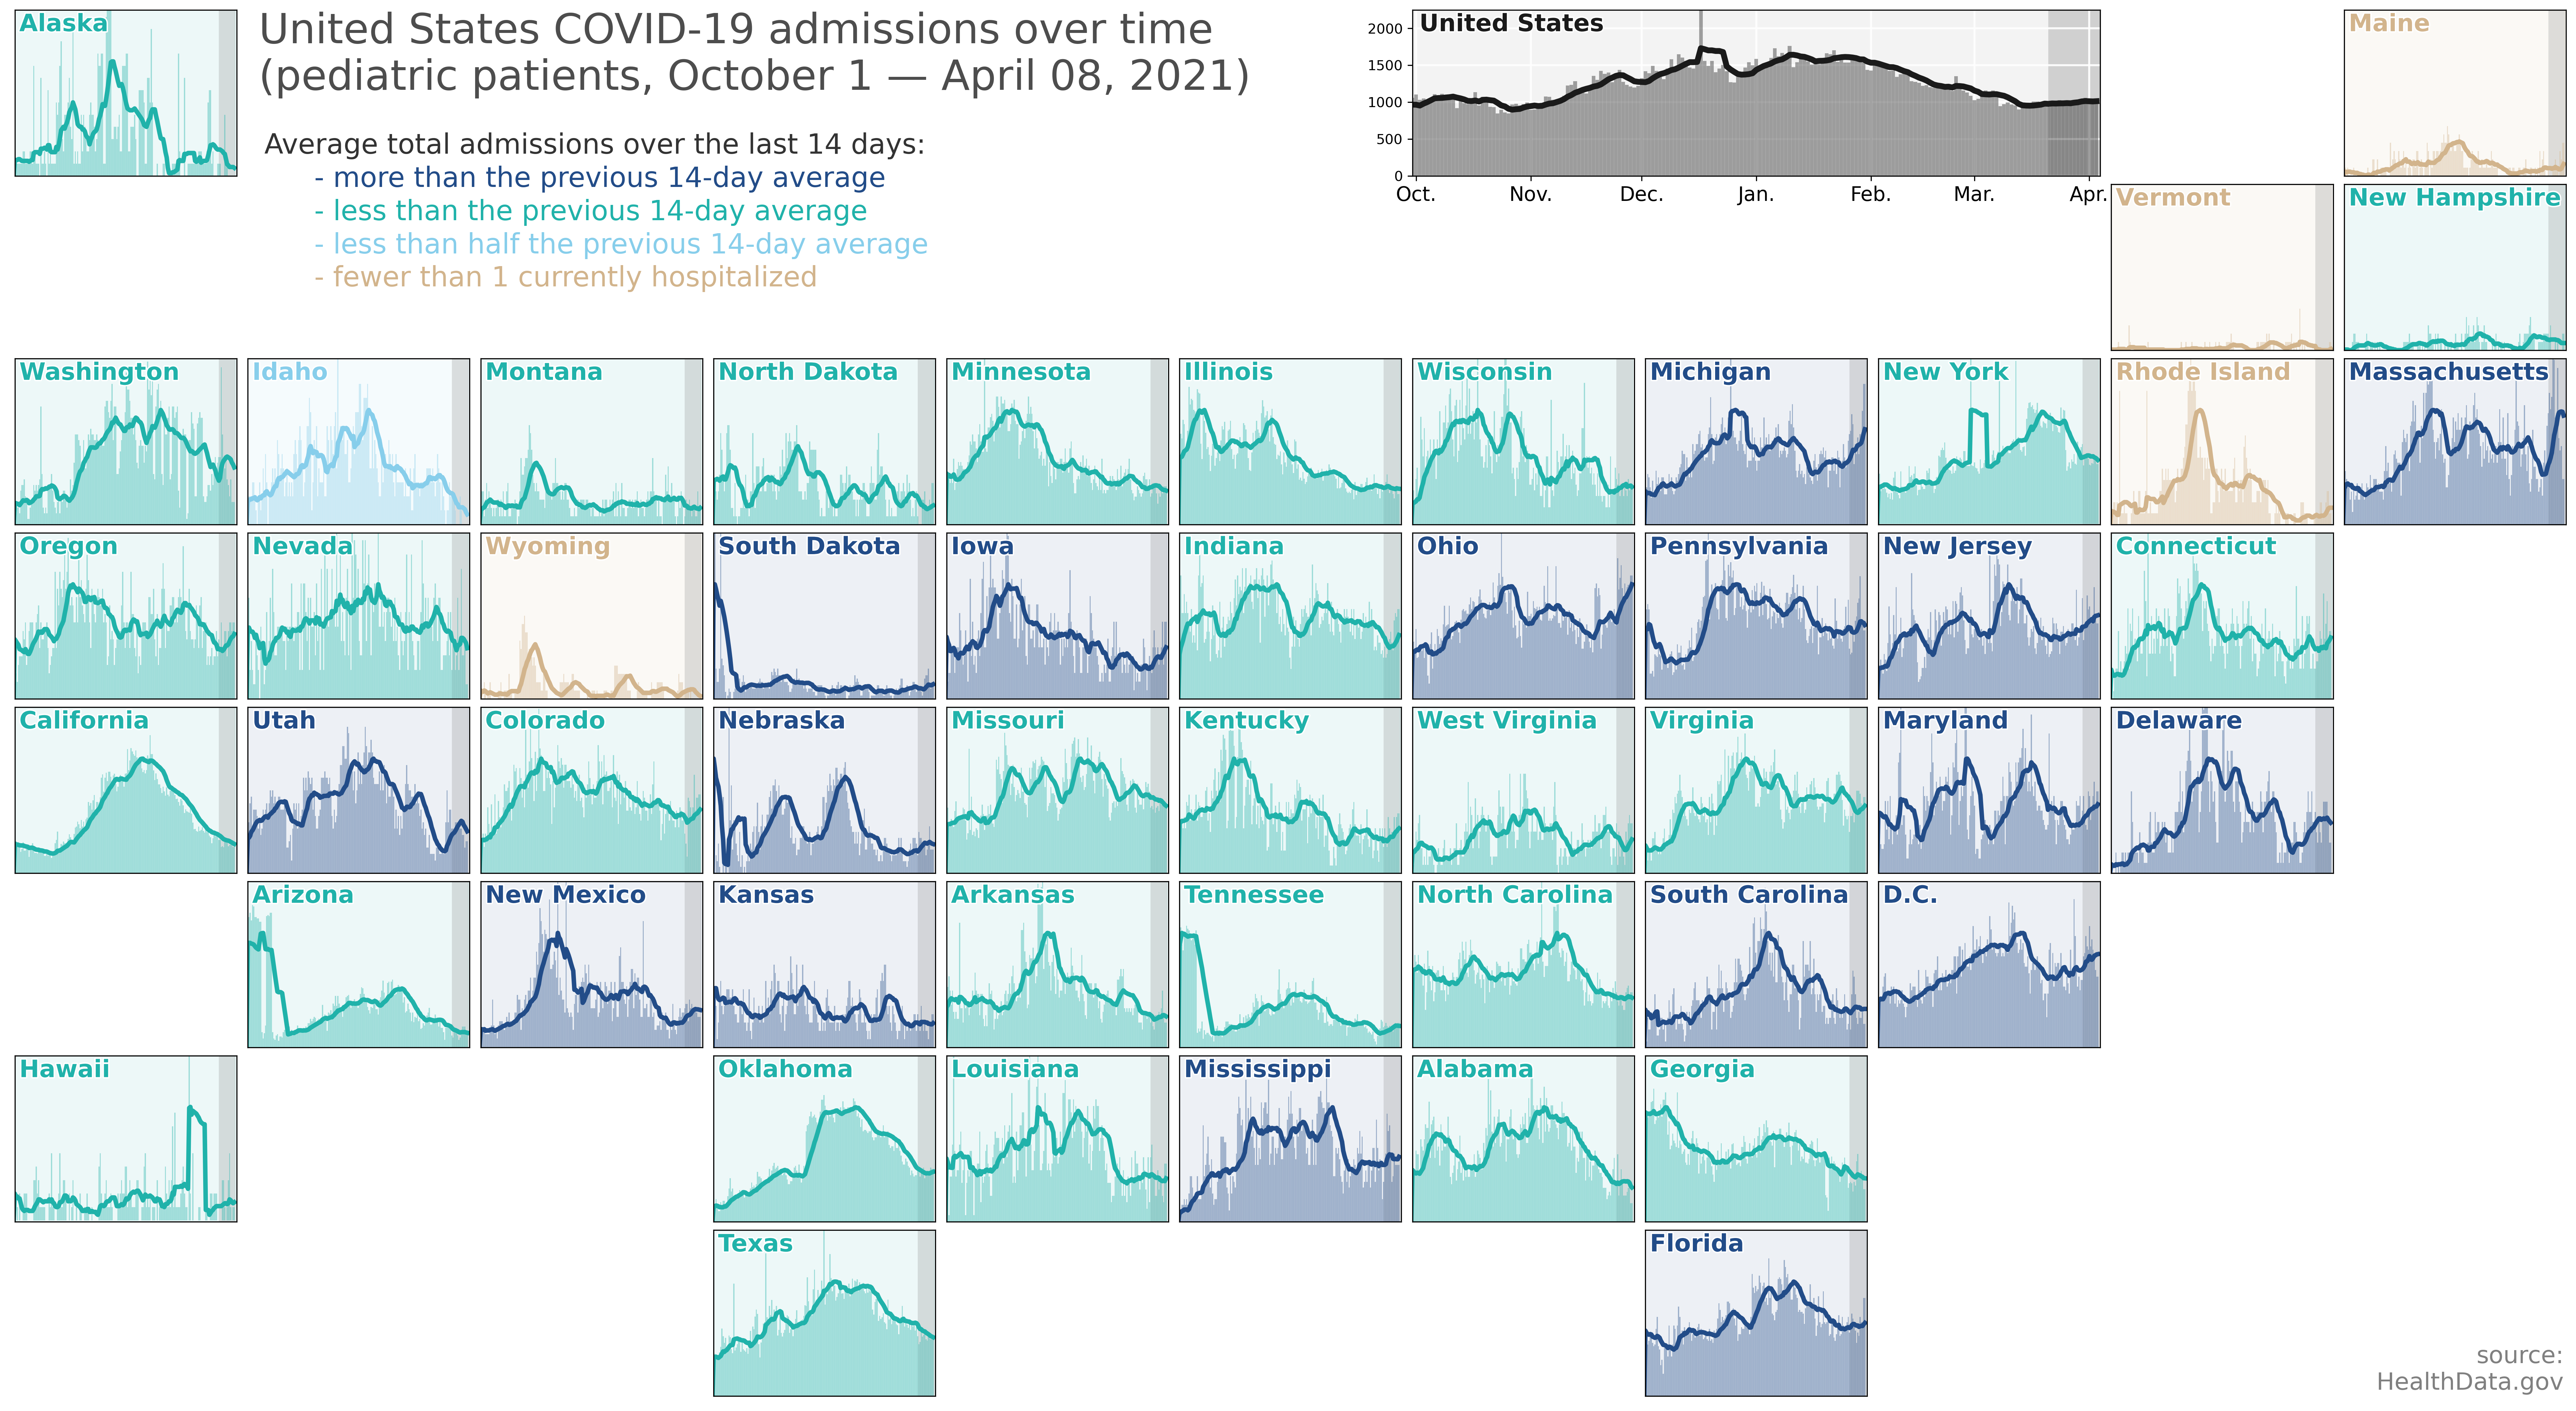 Alaska
United States COVID-19 admissions over time
(pediatric patients, October 1 — April 08, 2021)
Average total admissions over the last 14 days:
- more than the previous 14-day average
- less than the previous 14-day average
- less than half the previous 14-day average
- fewer than 1 currently hospitalized
United States
2000
1500
1000
500
0
Oct. Nov. Dec. Jan. Feb. Mar. Apr.
Maine
Vermont
New Hampshire
Washington
Idaho
Montana
North Dakota
Minnesota
Illinois
Wisconsin
Michigan
New York
Rhode Island
Massachusetts
Oregon
Nevada
Wyoming
South Dakota
Iowa
Indiana
Ohio
Pennsylvania
New Jersey
Connecticut
California
Utah
Colorado
Nebraska
Missouri
Kentucky
West Virginia
Virginia
Maryland
Delaware
Arizona
New Mexico
Kansas
Arkansas
Tennessee
North Carolina
South Carolina
D.C.
Hawaii
Oklahoma
Louisiana
Mississippi
Alabama
Georgia
Texas
Florida
source:
HealthData.gov